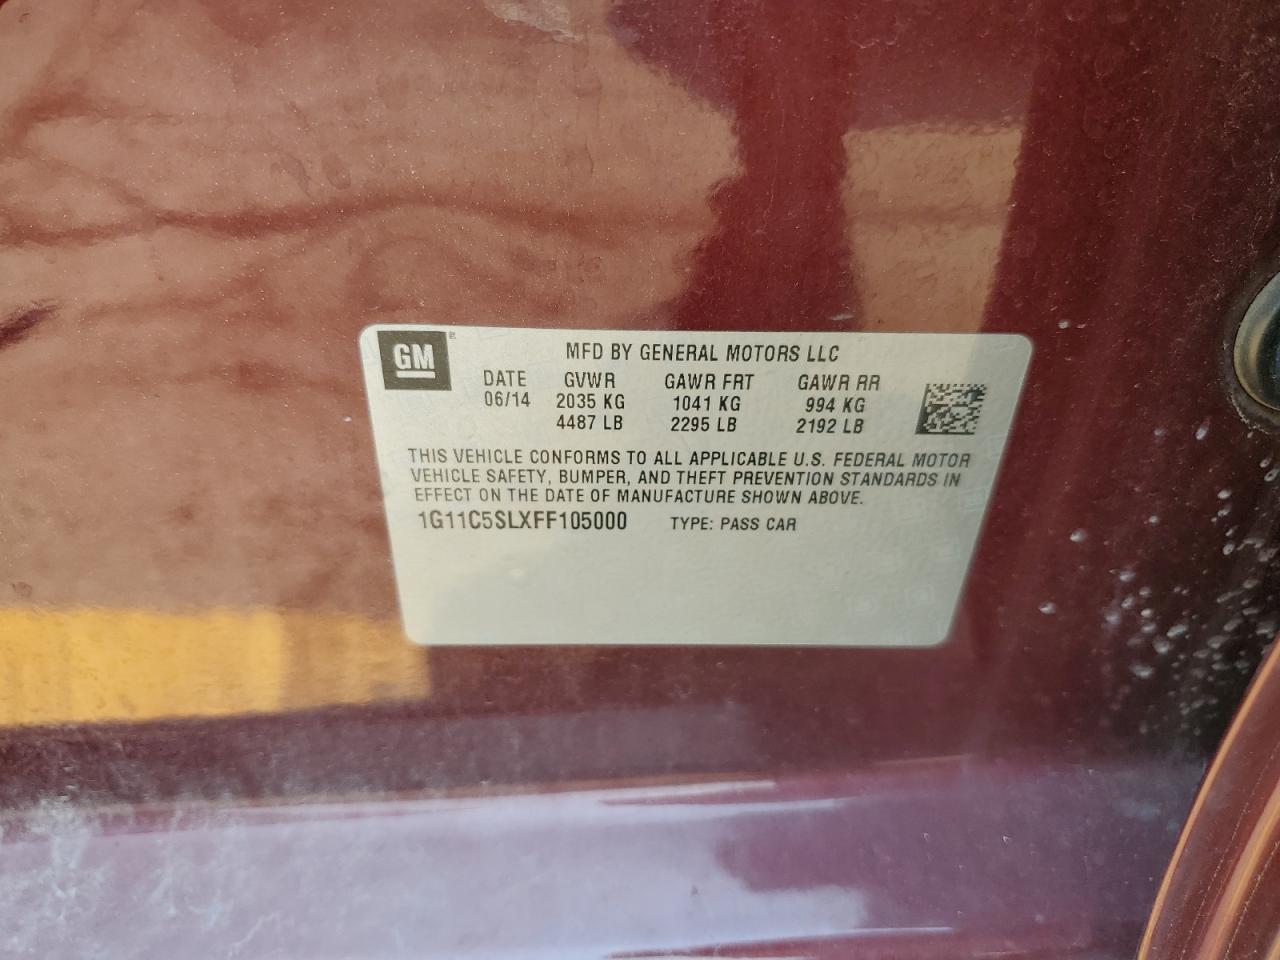 GM ®
MFD BY GENERAL MOTORS LLC
DATE GVWR GAWR FRT GAWR RR
06/14 2035 KG 1041 KG 994 KG
4487 LB 2295 LB 2192 LB
THIS VEHICLE CONFORMS TO ALL APPLICABLE U.S. FEDERAL MOTOR
VEHICLE SAFETY, BUMPER, AND THEFT PREVENTION STANDARDS IN
EFFECT ON THE DATE OF MANUFACTURE SHOWN ABOVE.
1G11C5SLXFF105000 TYPE: PASS CAR